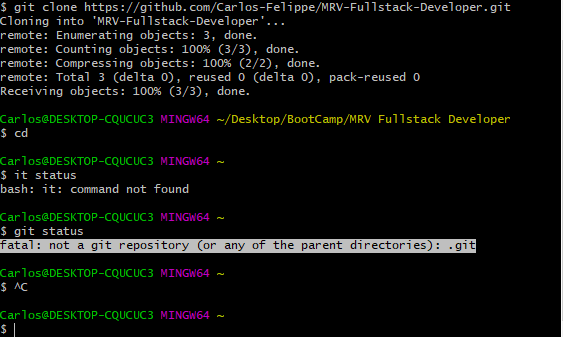 $ git clone https://github.com/Carlos-Felippe/MRV-Fullstack-Developer.git
Cloning into 'MRV-Fullstack-Developer'...
remote: Enumerating objects: 3, done.
remote: Counting objects: 100% (3/3), done.
remote: Compressing objects: 100% (2/2), done.
remote: Total 3 (delta 0), reused 0 (delta 0), pack-reused 0
Receiving objects: 100% (3/3), done.
Carlos@DESKTOP-CQUCUC3 MINGW64 ~/Desktop/BootCamp/MRV Fullstack Developer
$ cd
Carlos@DESKTOP-CQUCUC3 MINGW64 ~
$ it status
bash: it: command not found
Carlos@DESKTOP-CQUCUC3 MINGW64 ~
$ git status
fatal: not a git repository (or any of the parent directories): .git
Carlos@DESKTOP-CQUCUC3 MINGW64 ~
$ ^C
Carlos@DESKTOP-CQUCUC3 MINGW64 ~
$